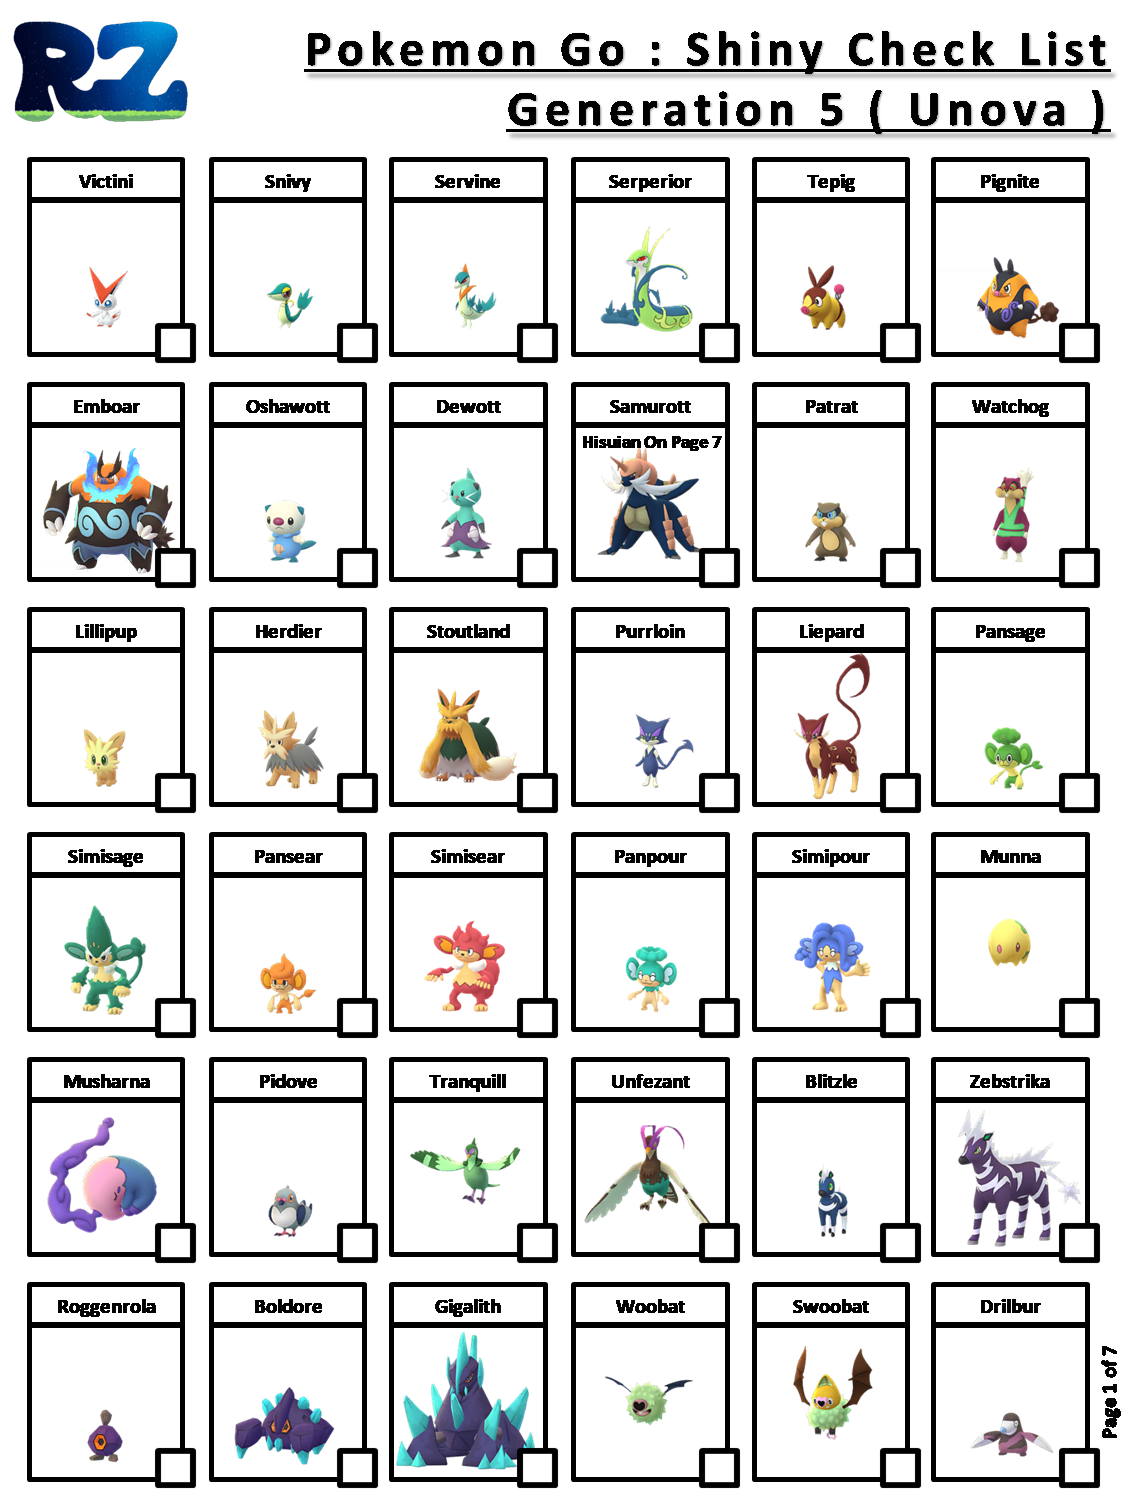 RZ
Pokemon Go : Shiny Check List
Generation 5 ( Unova )
Victini
Snivy
Servine
Serperior
Tepig
Pignite
Emboar
Oshawott
Dewott
Samurott
Patrat
Watchog
Hisuian On Page 7
Lillipup
Herdier
Stoutland
Purrloin
Liepard
Pansage
Simisage
Pansear
Simisear
Panpour
Simipour
Munna
Musharna
Pidove
Tranquill
Unfezant
Blitzle
Zebstrika
Roggenrola
Boldore
Gigalith
Woobat
Swoobat
Drilbur
Page 1 of 7